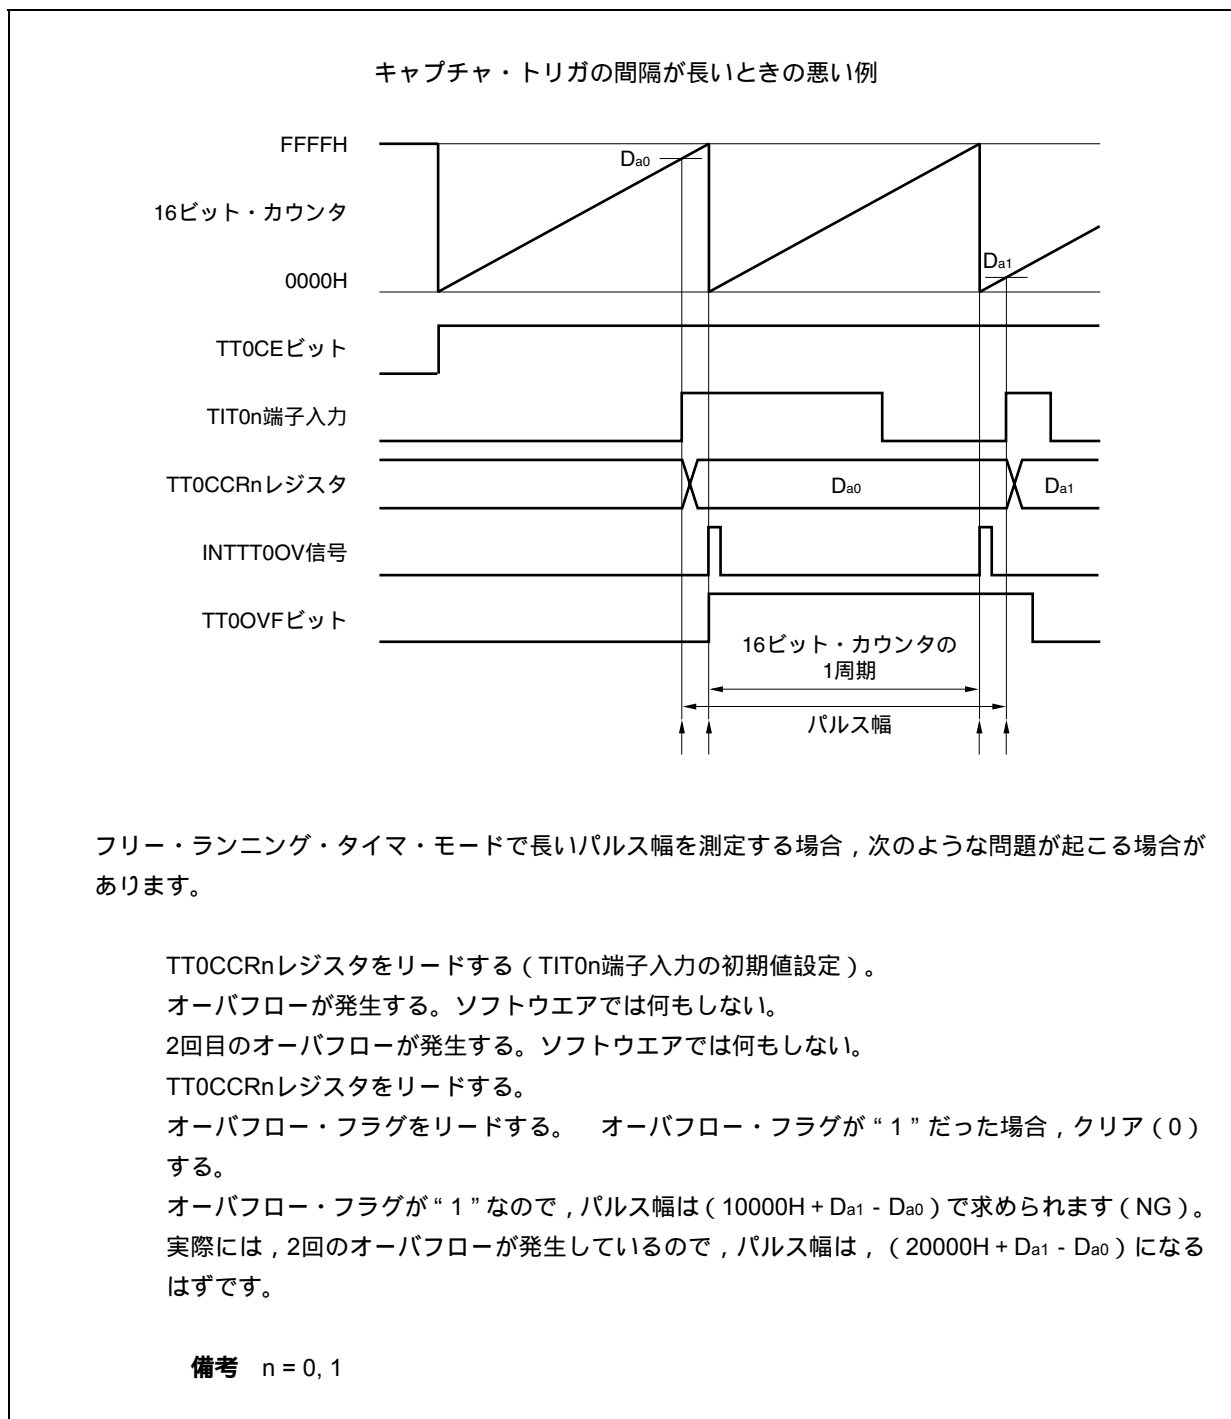 キャプチャ・トリガの間隔が長いときの悪い例
FFFFH
16ビット・カウンタ
0000H
Da0
Da1
TT0CEビット
TIT0n端子入力
TT0CCRnレジスタ
Da0
Da1
INTTT0OV信号
TT0OVFビット
16ビット・カウンタの
1周期
パルス幅
フリー・ランニング・タイマ・モードで長いパルス幅を測定する場合，次のような問題が起こる場合が
あります。
TT0CCRnレジスタをリードする（TIT0n端子入力の初期値設定）。
オーバフローが発生する。ソフトウエアでは何もしない。
2回目のオーバフローが発生する。ソフトウエアでは何もしない。
TT0CCRnレジスタをリードする。
オーバフロー・フラグをリードする。　オーバフロー・フラグが“1”だった場合，クリア（0）
する。
オーバフロー・フラグが“1”なので，パルス幅は（10000H + Da1 - Da0）で求められます（NG）。
実際には，2回のオーバフローが発生しているので，パルス幅は，（20000H + Da1 - Da0）になる
はずです。
備考　n = 0, 1